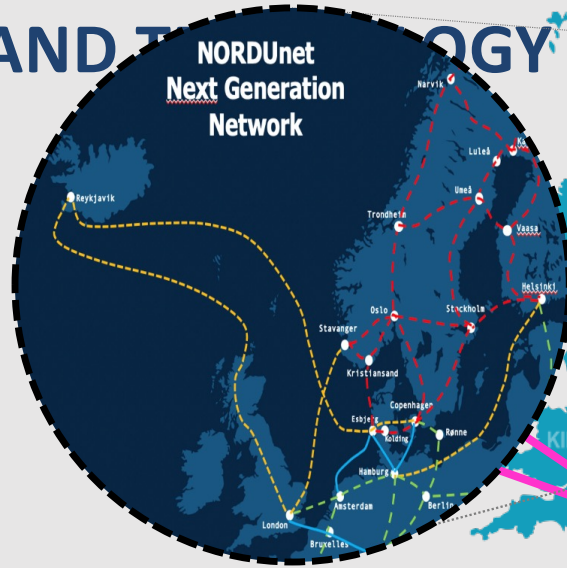 AND T OGY
NORDUnet
Next Generation
Network
Narvik
Luleå
Reykjavik
Umeå
Trondheim
Vaasa
Helsinki
Oslo
Stockholm
Stavanger
Kristiansand
Copenhagen
Esbjerg
Kolding
Rønne
Hamburg
Amsterdam
Berlin
London
Bruxelles